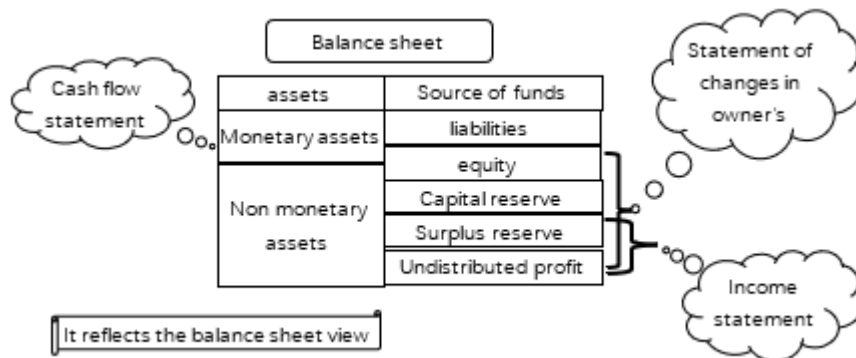 Balance sheet
Statement of
changes in
owner's
Cash flow
statement
assets
Source of funds
Monetary assets
liabilities
equity
Non monetary
assets
Capital reserve
Surplus reserve
Undistributed profit
Income
statement
It reflects the balance sheet view